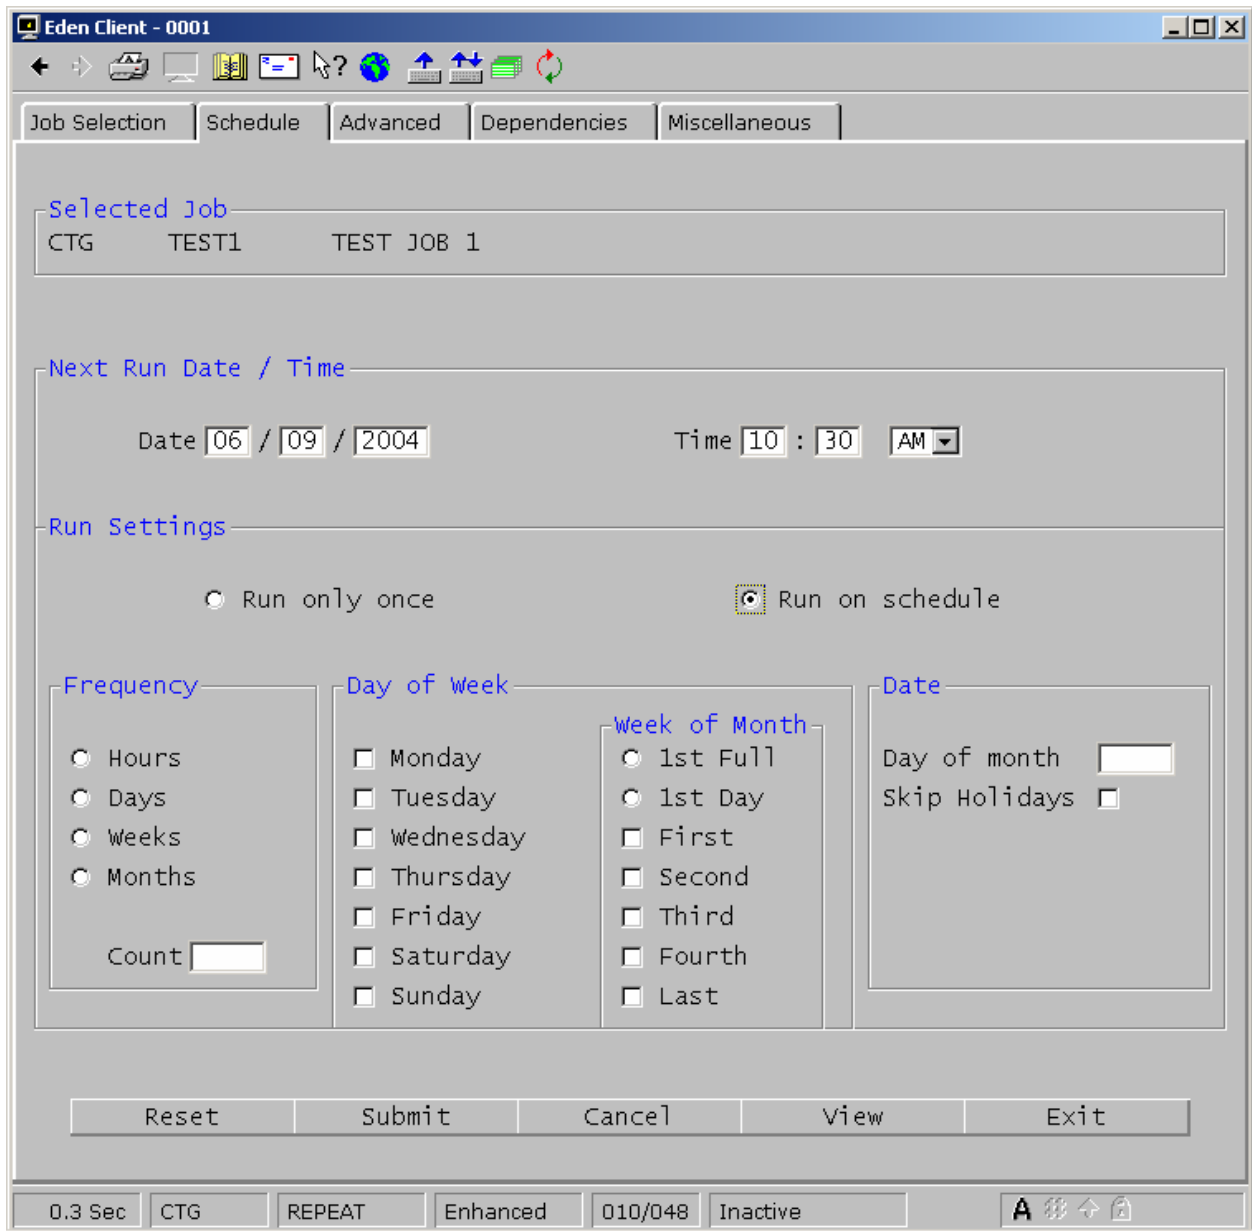 Eden Client - 0001
Job Selection Schedule Advanced Dependencies Miscellaneous
Selected Job
CTG TEST1 TEST JOB 1
Next Run Date / Time
Date 06 / 09 / 2004 Time 10 : 30 AM
Run Settings
Run only once Run on schedule
Frequency
Hours
Days
Weeks
Months
Count
Day of Week
Monday
Tuesday
Wednesday
Thursday
Friday
Saturday
Sunday
Week of Month
1st Full
1st Day
First
Second
Third
Fourth
Last
Date
Day of month
Skip Holidays
Reset Submit Cancel View Exit
0.3 Sec CTG REPEAT Enhanced 010/048 Inactive A